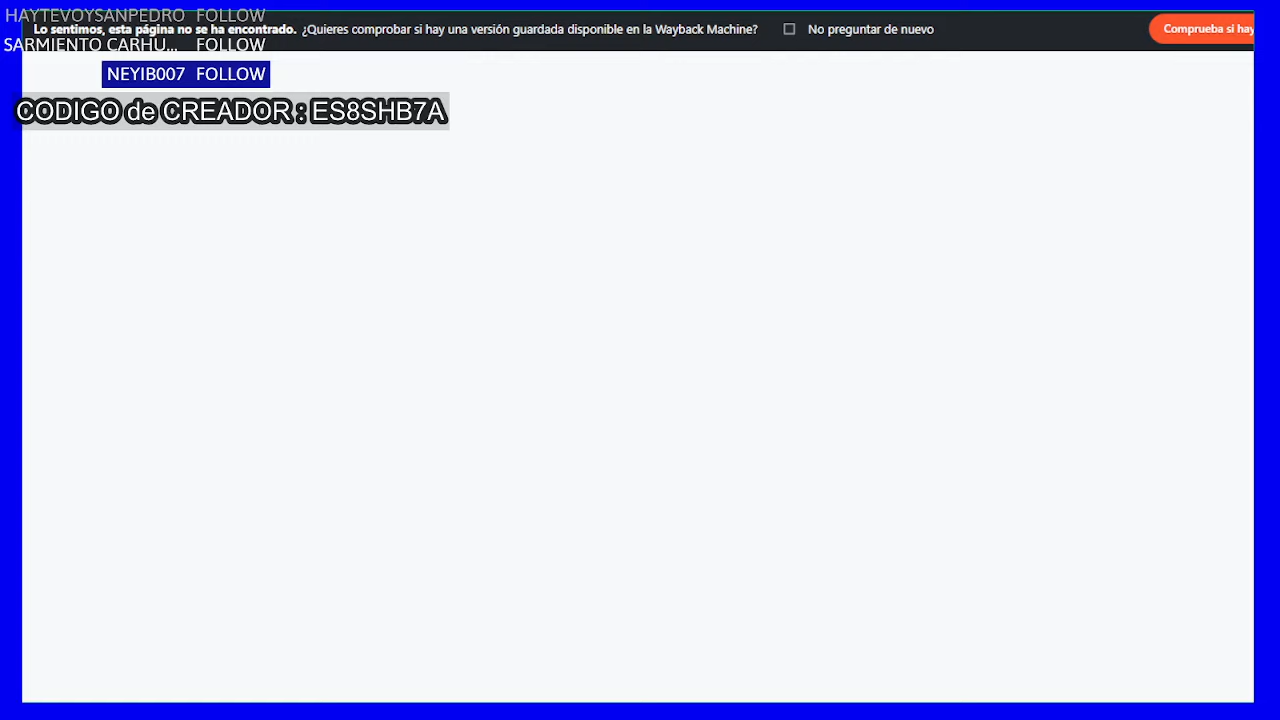 HAYTEVOYSANPEDRO FOLLOW
Lo sentimos, esta página no se ha encontrado. ¿Quieres comprobar si hay una versión guardada disponible en la Wayback Machine? No preguntar de nuevo Comprueba si hay
SARMIENTO CARHU... FOLLOW
NEYIB007 FOLLOW
CODIGO de CREADOR : ES8SHB7A